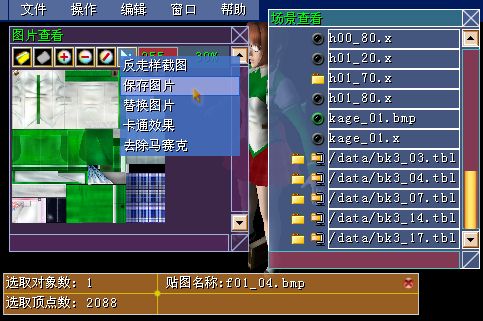 文件 操作 编辑 窗口 帮助
图片查看
反走样截图
保存图片
替换图片
卡通效果
去除马赛克
场景查看
h00_80.x
h01_20.x
h01_70.x
h01_80.x
kage_01.bmp
kage_01.x
/data/bk3_03.tbl
/data/bk3_04.tbl
/data/bk3_07.tbl
/data/bk3_14.tbl
/data/bk3_17.tbl
选取对象数: 1
贴图名称:f01_04.bmp
选取顶点数: 2088